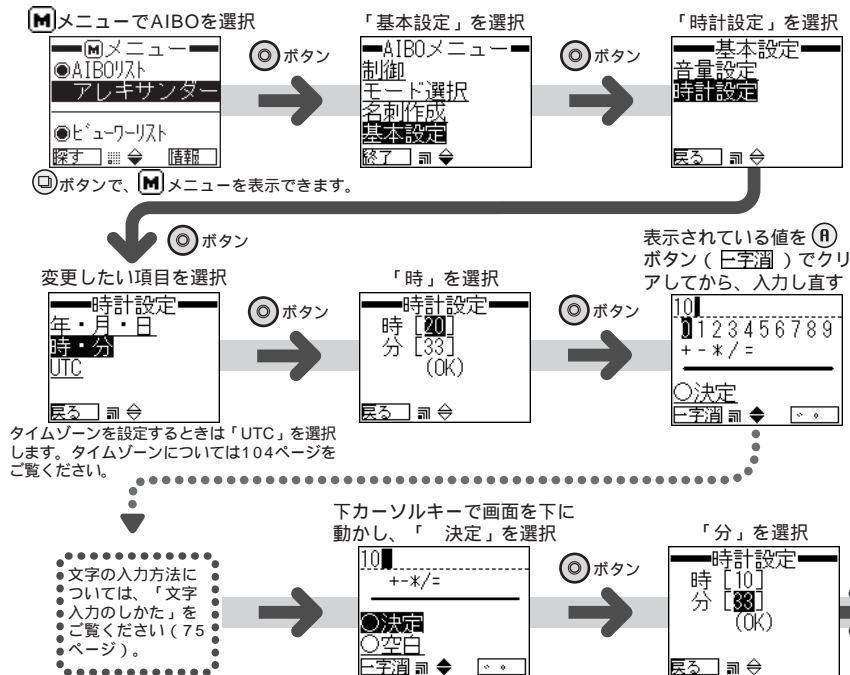 MメニューでAIBOを選択
Mメニュー
●AIBOリスト
アレキサンダー
●ビューワーリスト
探す 情報
ボタンで、Mメニューを表示できます。
ボタン
「基本設定」を選択
AIBOメニュー
制御
モード選択
名刺作成
基本設定
終了
ボタン
「時計設定」を選択
基本設定
音量設定
時計設定
戻る
ボタン
変更したい項目を選択
時計設定
年・月・日
時・分
UTC
戻る
タイムゾーンを設定するときは「UTC」を選択
します。タイムゾーンについては104ページを
ご覧ください。
ボタン
「時」を選択
時計設定
時 [20]
分 [33]
(OK)
戻る
ボタン
表示されている値を A
ボタン( 一字消 )でクリ
アしてから、入力し直す
10
0123456789
+-*/=
○決定
一字消 ゛゜
文字の入力方法に
ついては、「文字
入力のしかた」を
ご覧ください(75
ページ)。
下カーソルキーで画面を下に
動かし、「 決定」を選択
10
+-*/=
●決定
○空白
一字消 ゛゜
ボタン
「分」を選択
時計設定
時 [10]
分 [33]
(OK)
戻る